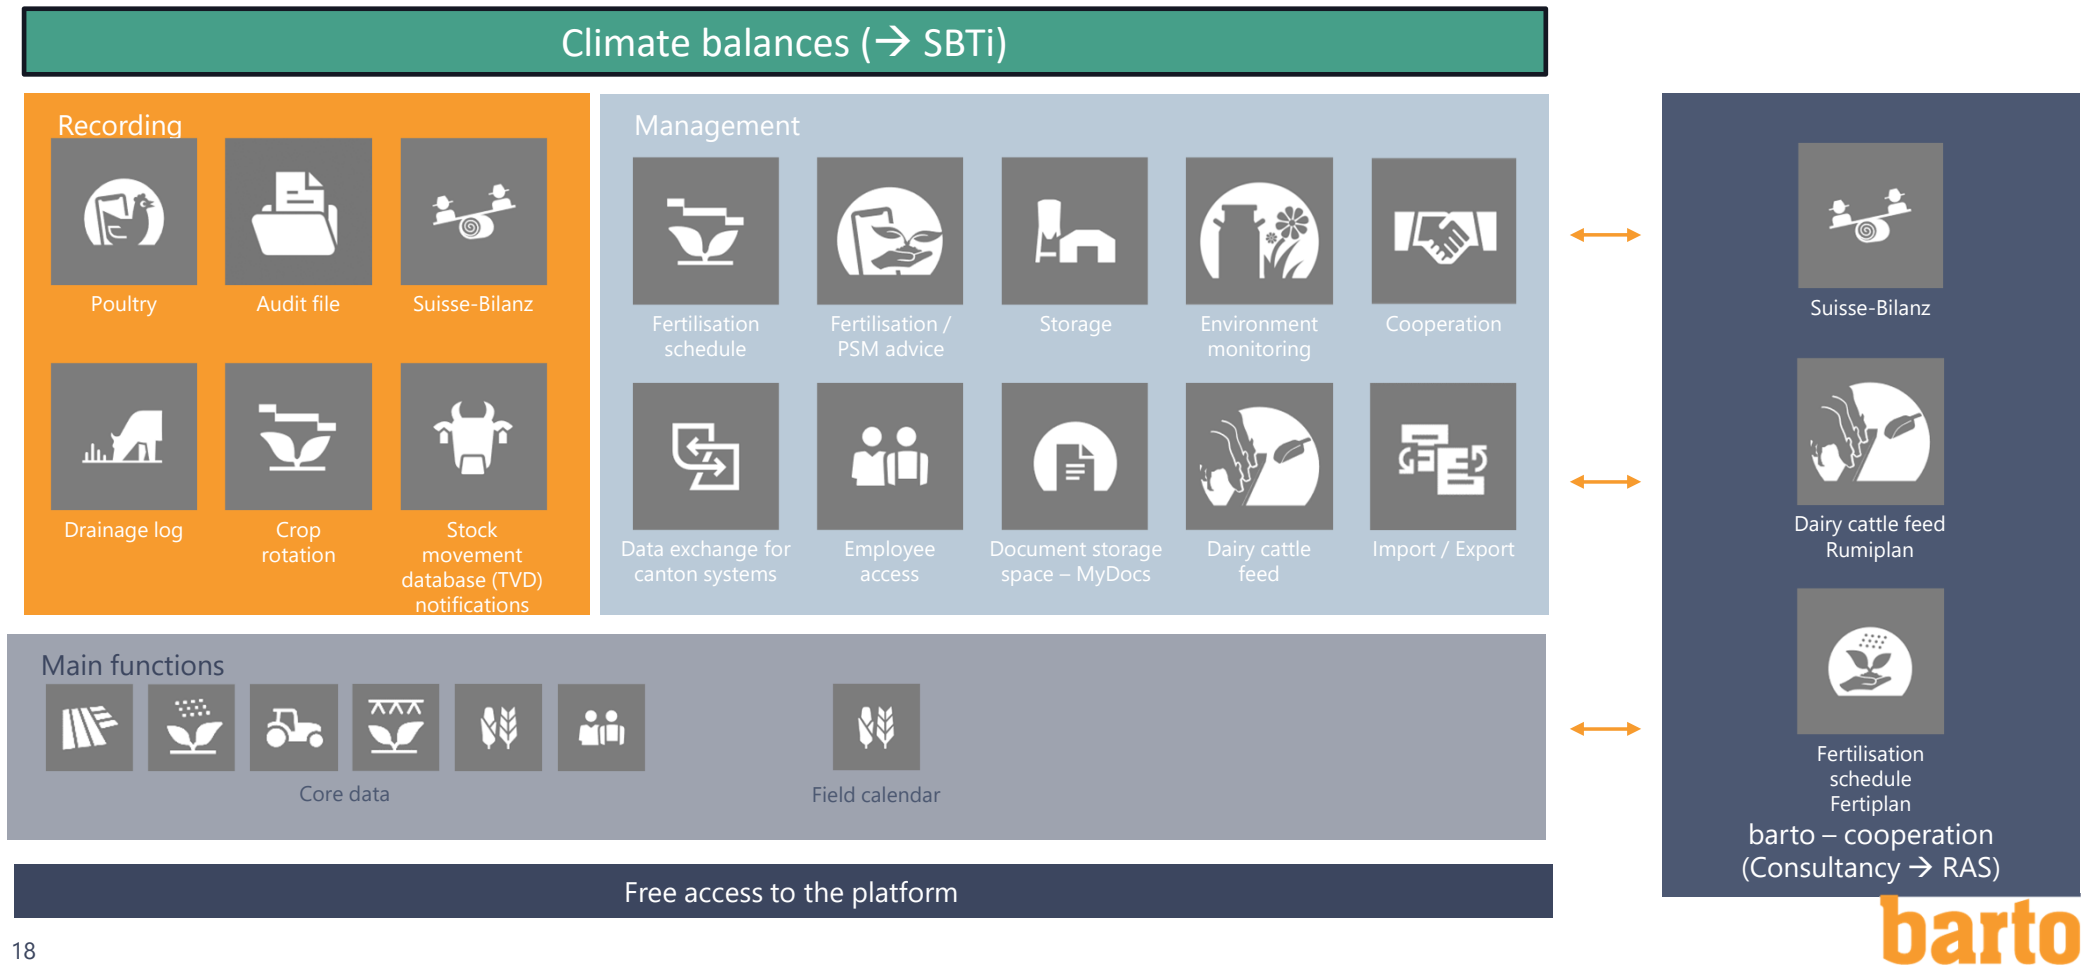 Climate balances (→ SBTi)
Recording
Poultry
Audit file
Suisse-Bilanz
Drainage log
Crop
rotation
Stock
movement
database (TVD)
notifications
Management
Fertilisation
schedule
Fertilisation /
PSM advice
Storage
Environment
monitoring
Cooperation
Data exchange for
canton systems
Employee
access
Document storage
space – MyDocs
Dairy cattle
feed
Import / Export
Suisse-Bilanz
Dairy cattle feed
Rumiplan
Fertilisation
schedule
Fertiplan
barto – cooperation
(Consultancy → RAS)
Main functions
Core data
Field calendar
Free access to the platform
18
barto